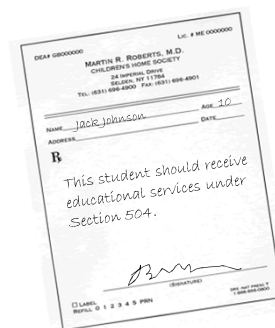 DEA# GB0000000 LIC. # ME 0000000
MARTIN R. ROBERTS, M.D.
CHILDREN'S HOME SOCIETY
24 IMPERIAL DRIVE
SELDEN, NY 11784
TEL: (631) 696-4900 FAX: (631) 696-4901
NAME Jack Johnson AGE 10
ADDRESS DATE
℞
This student should receive
educational services under
Section 504.
(SIGNATURE)
LABEL
REFILL 0 1 2 3 4 5 PRN